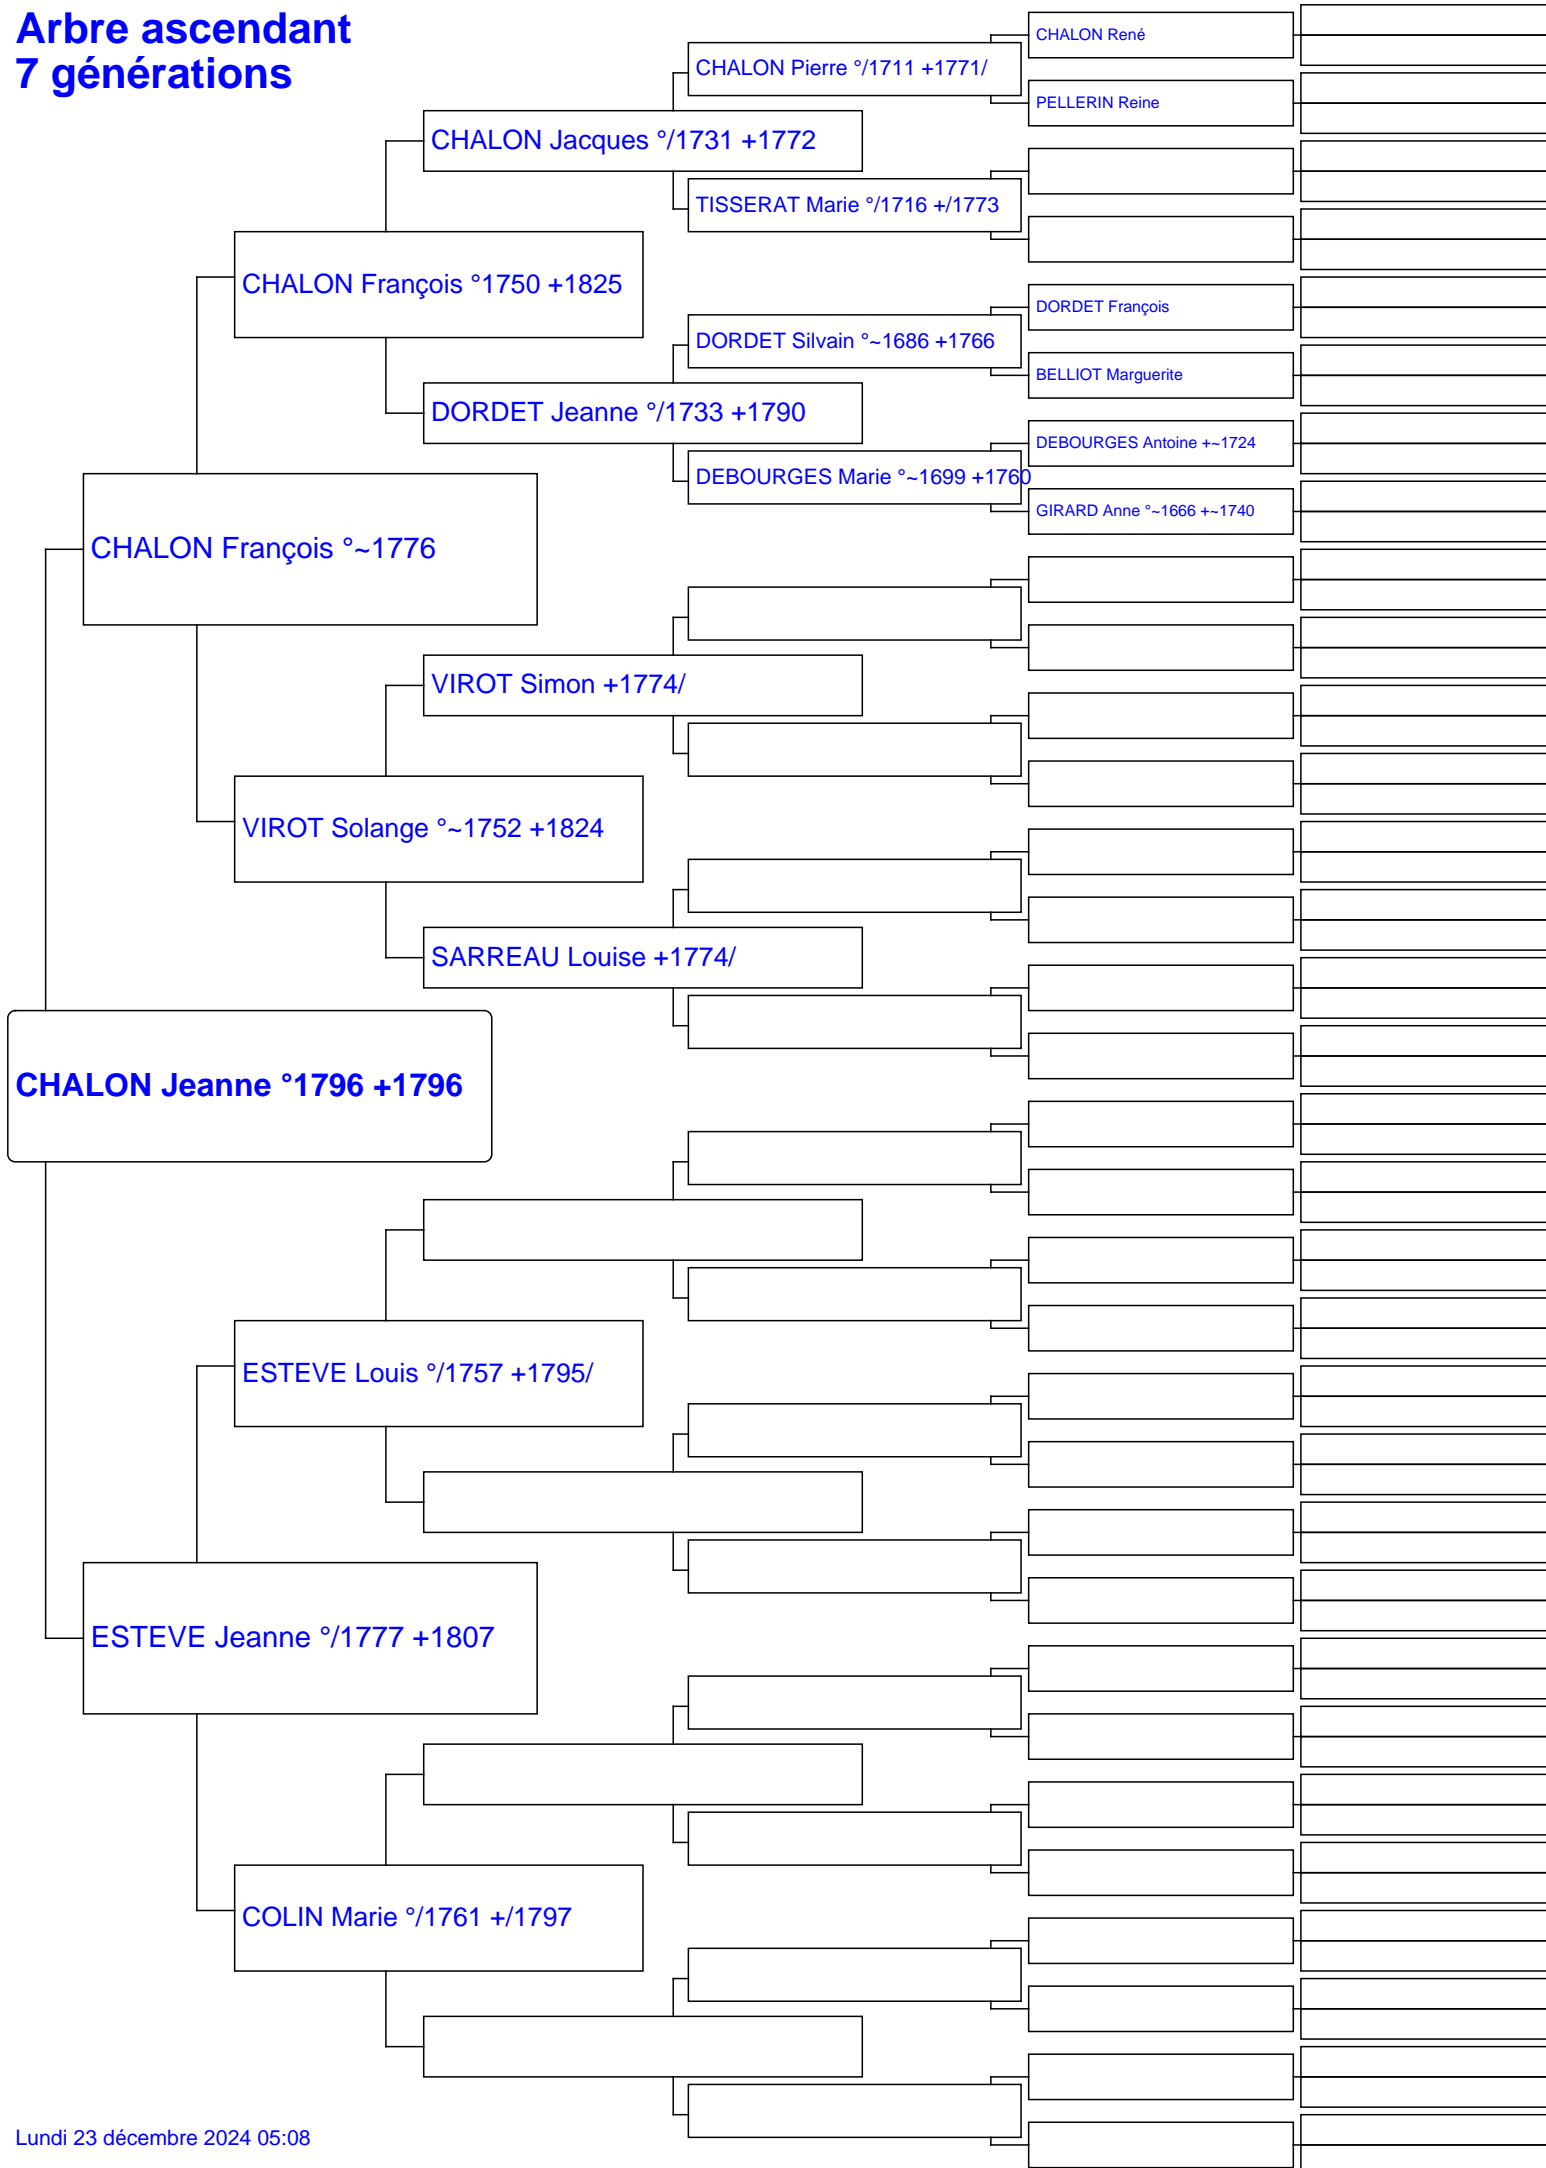 Arbre ascendant
7 générations
CHALON René
CHALON Pierre °/1711 +1771/
PELLERIN Reine
CHALON Jacques °/1731 +1772
TISSERAT Marie °/1716 +/1773
CHALON François °1750 +1825
DORDET François
DORDET Silvain °~1686 +1766
BELLIOT Marguerite
DORDET Jeanne °/1733 +1790
DEBOURGES Antoine +~1724
DEBOURGES Marie °~1699 +1760
GIRARD Anne °~1666 +~1740
CHALON François °~1776
VIROT Simon +1774/
VIROT Solange °~1752 +1824
SARREAU Louise +1774/
CHALON Jeanne °1796 +1796
ESTEVE Louis °/1757 +1795/
ESTEVE Jeanne °/1777 +1807
COLIN Marie °/1761 +/1797
Lundi 23 décembre 2024 05:08